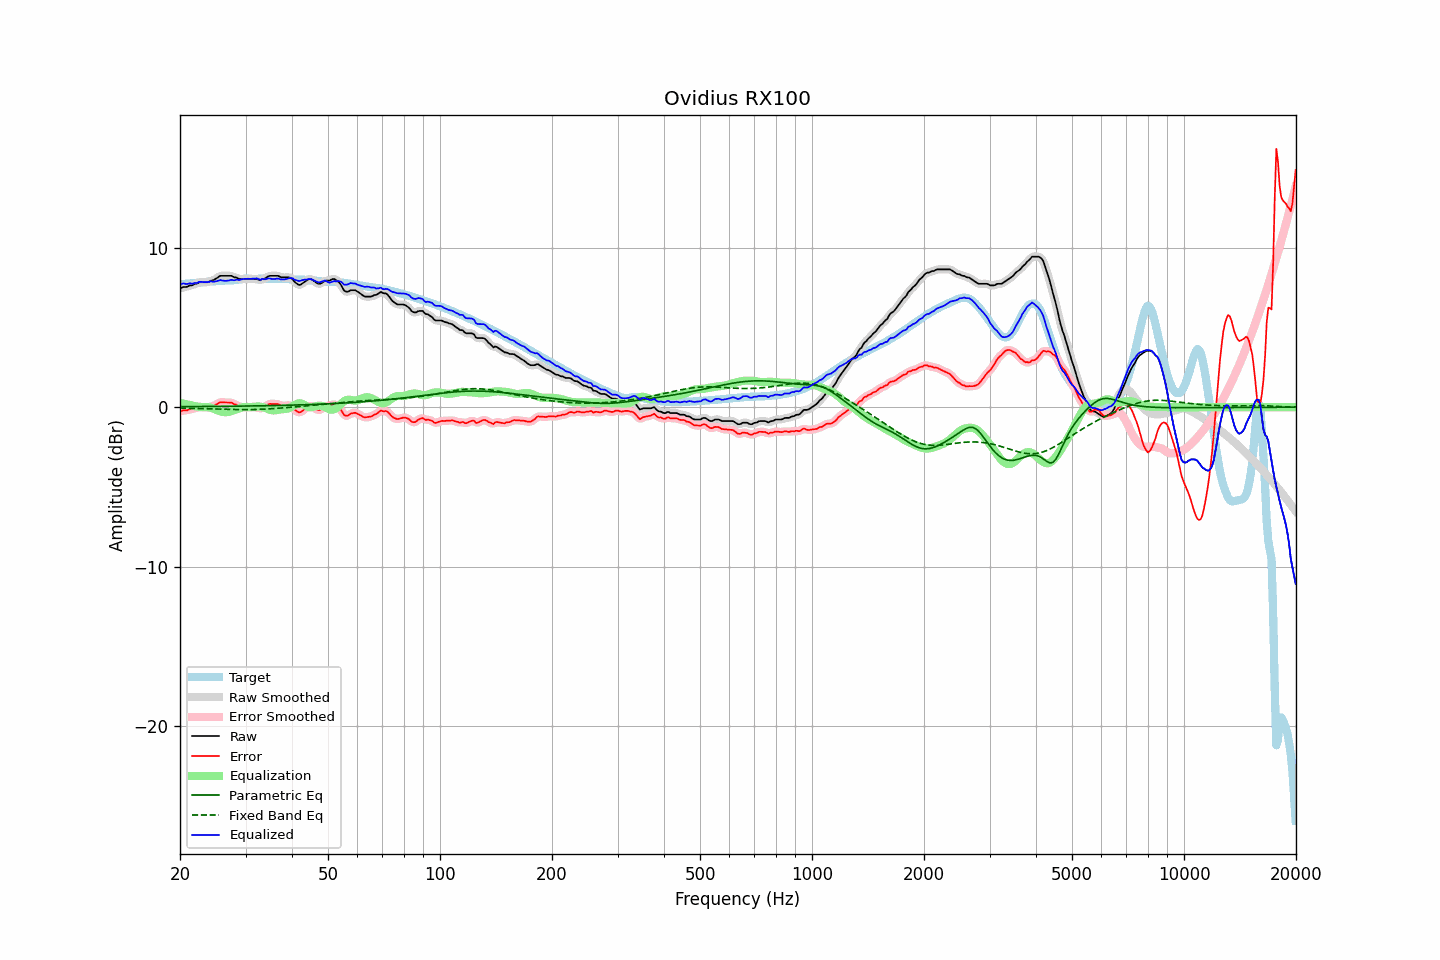 Ovidius RX100
Amplitude (dBr)
10
0
−10
−20
Target
Raw Smoothed
Error Smoothed
Raw
Error
Equalization
Parametric Eq
Fixed Band Eq
Equalized
20 50 100 200 500 1000 2000 5000 10000 20000
Frequency (Hz)